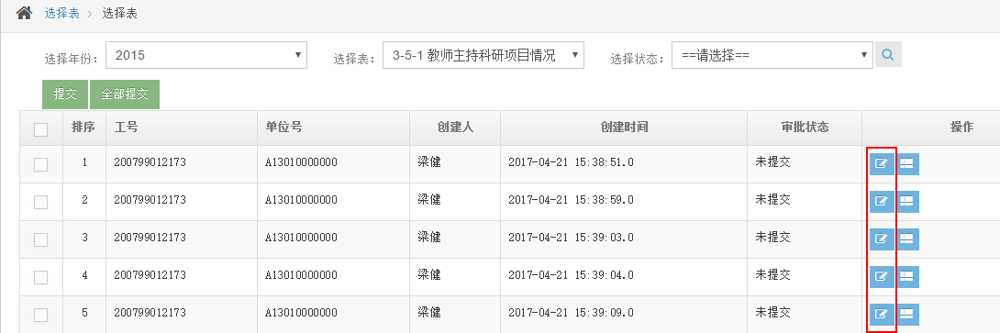 选择表 > 选择表
选择年份: 2015 选择表: 3-5-1 教师主持科研项目情况 选择状态: ==请选择==
提交 全部提交
排序 工号 单位号 创建人 创建时间 审批状态 操作
1 200799012173 A13010000000 梁健 2017-04-21 15:38:51.0 未提交
2 200799012173 A13010000000 梁健 2017-04-21 15:38:59.0 未提交
3 200799012173 A13010000000 梁健 2017-04-21 15:39:03.0 未提交
4 200799012173 A13010000000 梁健 2017-04-21 15:39:04.0 未提交
5 200799012173 A13010000000 梁健 2017-04-21 15:39:09.0 未提交